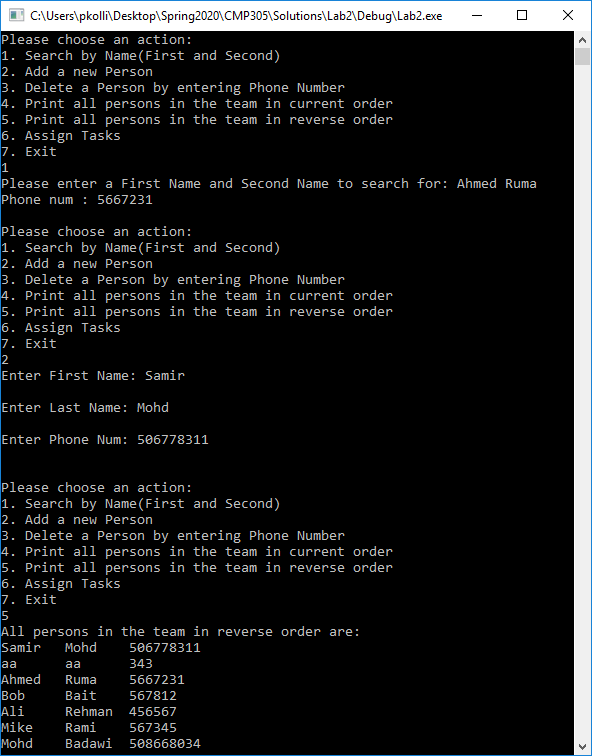 C:\Users\pkolli\Desktop\Spring2020\CMP305\Solutions\Lab2\Debug\Lab2.exe
Please choose an action:
1. Search by Name(First and Second)
2. Add a new Person
3. Delete a Person by entering Phone Number
4. Print all persons in the team in current order
5. Print all persons in the team in reverse order
6. Assign Tasks
7. Exit
1
Please enter a First Name and Second Name to search for: Ahmed Ruma
Phone num : 5667231
Please choose an action:
1. Search by Name(First and Second)
2. Add a new Person
3. Delete a Person by entering Phone Number
4. Print all persons in the team in current order
5. Print all persons in the team in reverse order
6. Assign Tasks
7. Exit
2
Enter First Name: Samir
Enter Last Name: Mohd
Enter Phone Num: 506778311
Please choose an action:
1. Search by Name(First and Second)
2. Add a new Person
3. Delete a Person by entering Phone Number
4. Print all persons in the team in current order
5. Print all persons in the team in reverse order
6. Assign Tasks
7. Exit
5
All persons in the team in reverse order are:
Samir   Mohd    506778311
aa      aa      343
Ahmed   Ruma    5667231
Bob     Bait    567812
Ali     Rehman  456567
Mike    Rami    567345
Mohd    Badawi  508668034